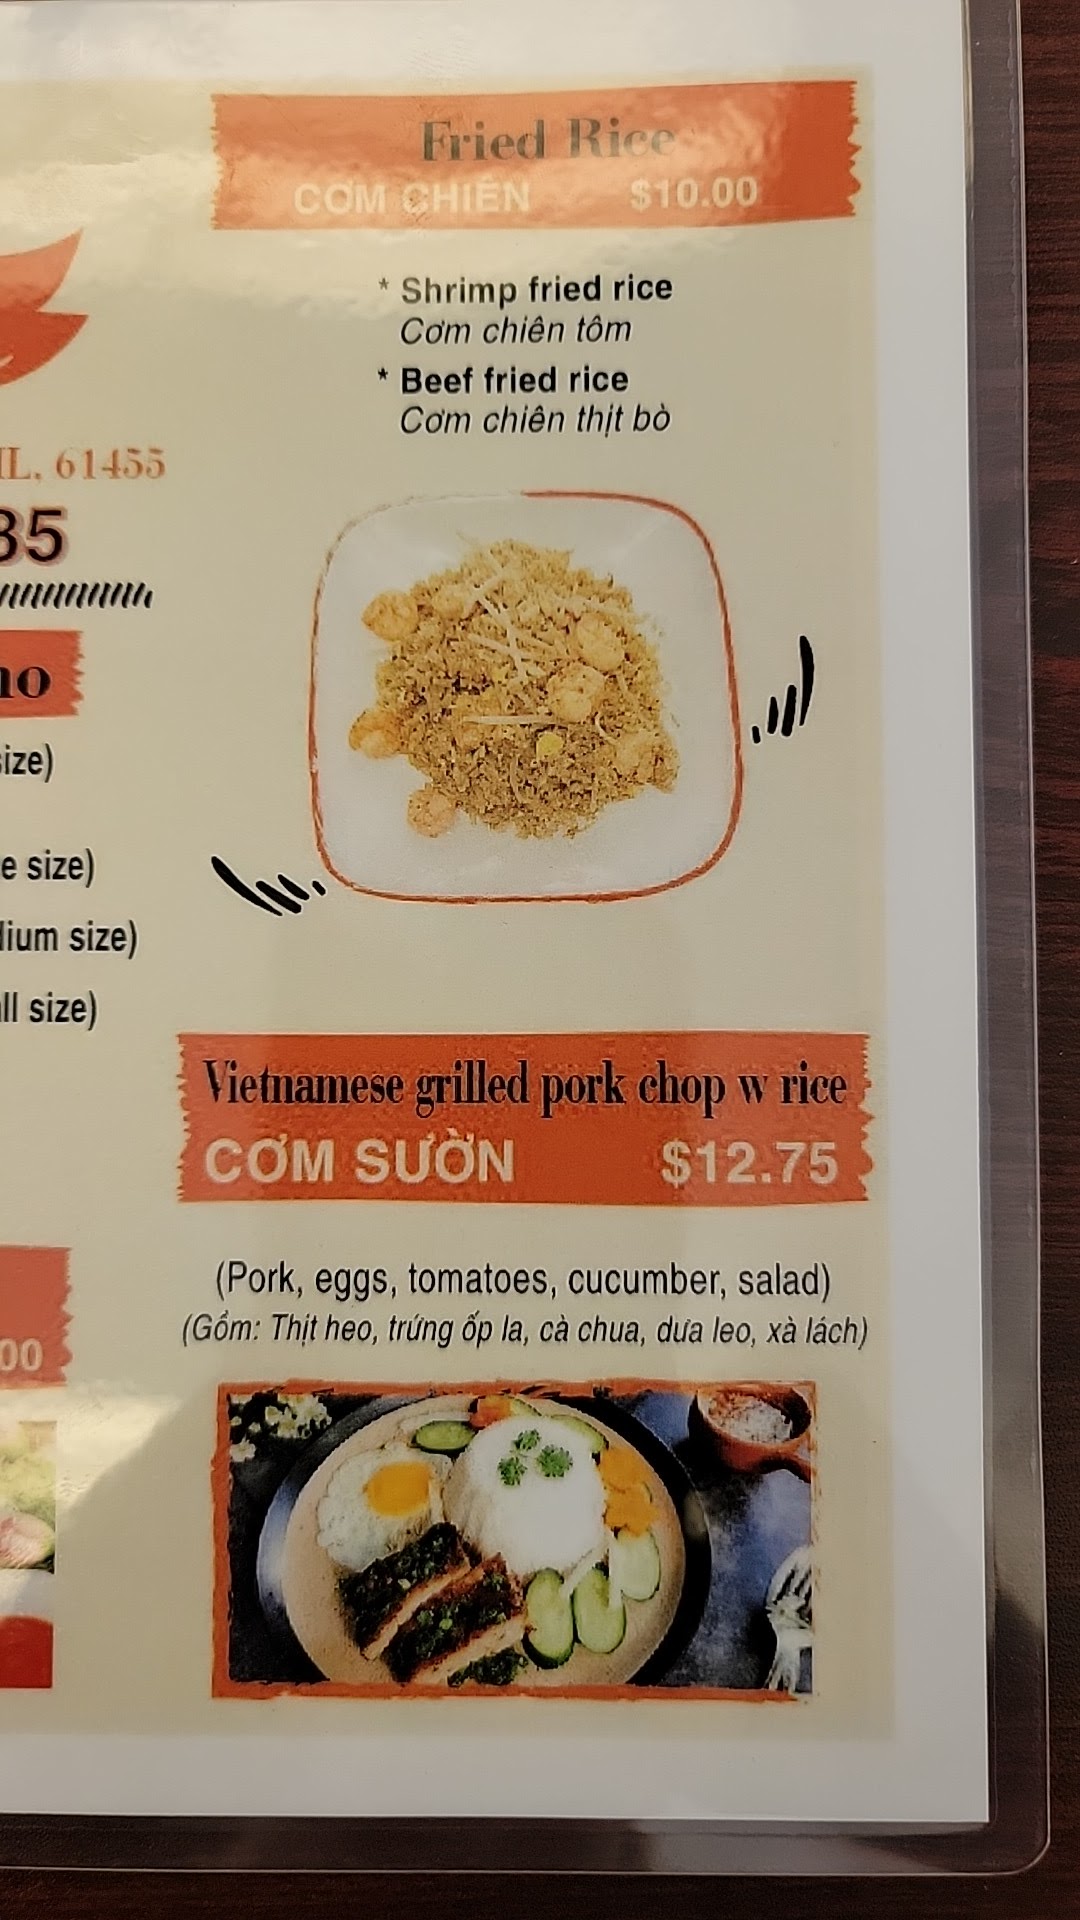 Fried Rice
CƠM CHIÊN $10.00
* Shrimp fried rice
Cơm chiên tôm
* Beef fried rice
Cơm chiên thịt bò
IL, 61455
35
size)
size)
size)
size)
00
Vietnamese grilled pork chop w rice
CƠM SƯỜN $12.75
(Pork, eggs, tomatoes, cucumber, salad)
(Gồm: Thịt heo, trứng ốp la, cà chua, dưa leo, xà lách)